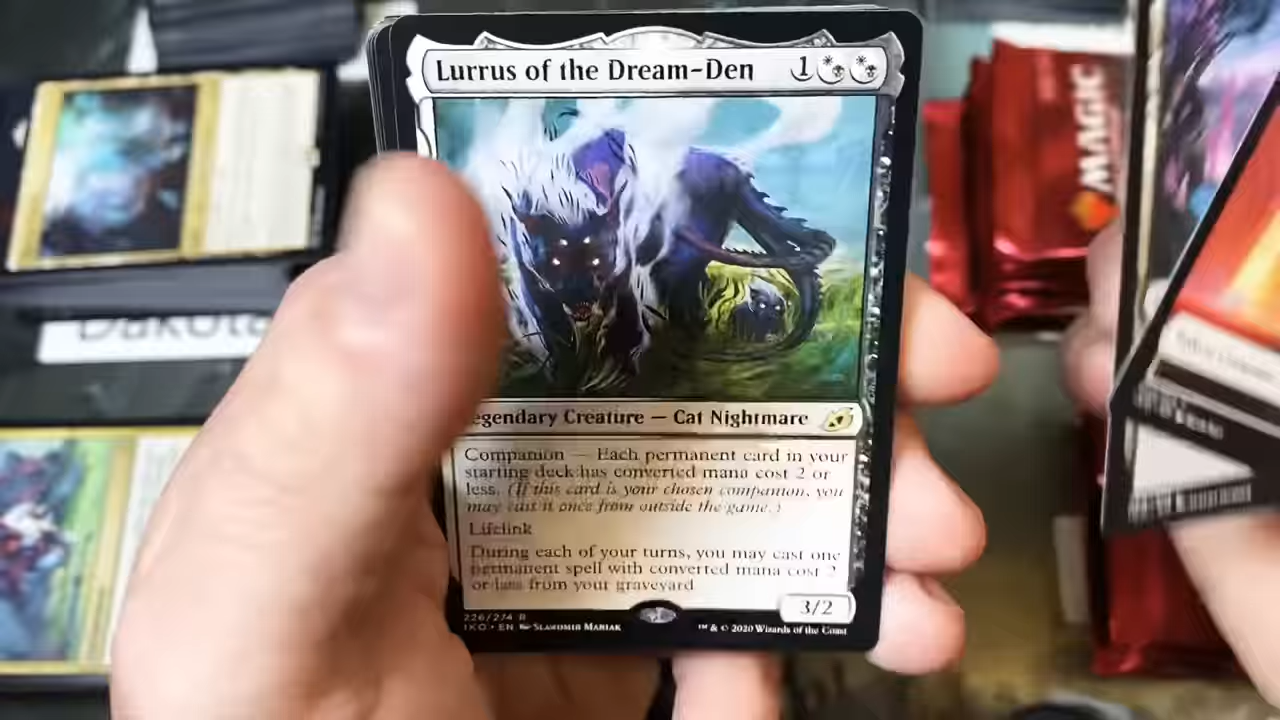 Lurrus of the Dream-Den 1
MAGIC
Dakota
egendary Creature — Cat Nightmare
Companion — Each permanent card in your
starting deck has converted mana cost 2 or
less. (If this card is your chosen companion, you
may cast it once from outside the game.)
Lifelink
During each of your turns, you may cast one
permanent spell with converted mana cost 2
or less from your graveyard
3/2
226/274 R
IKO • EN Slawomir Maniak
™ & © 2020 Wizards of the Coast